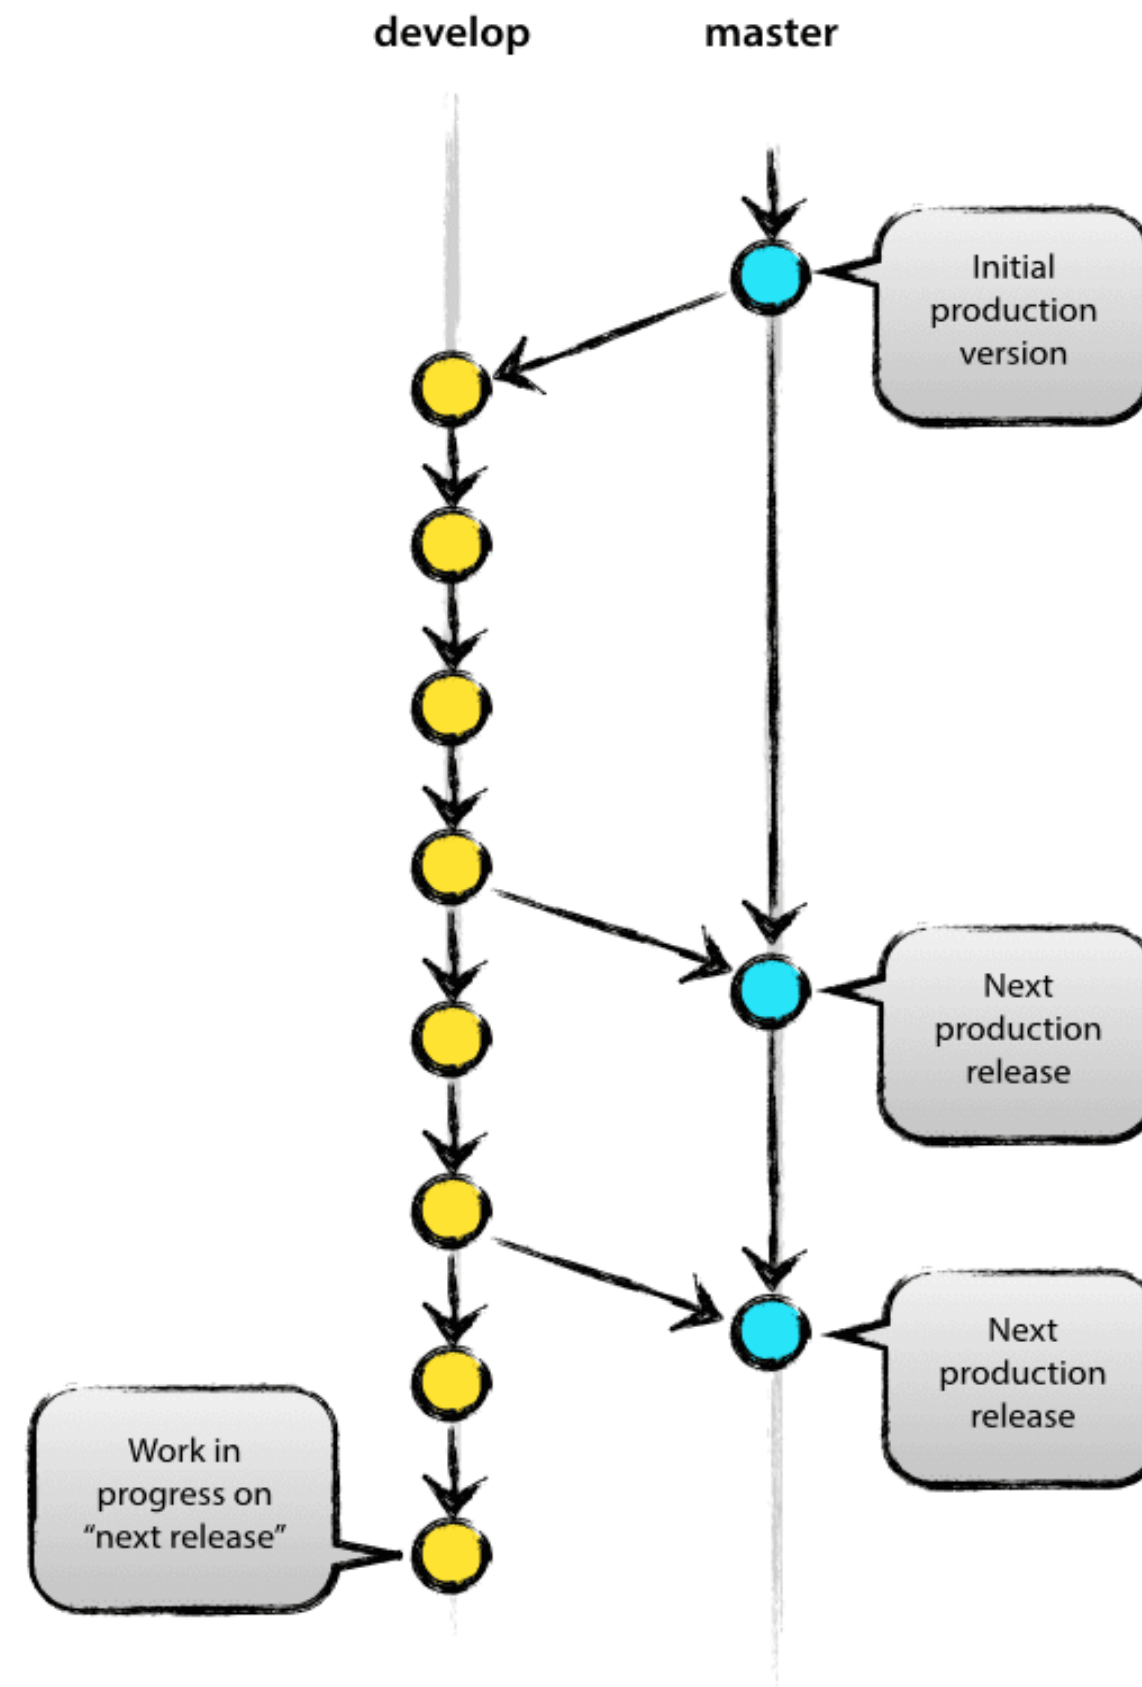 develop
master
Initial
production
version
Next
production
release
Next
production
release
Work in
progress on
“next release”